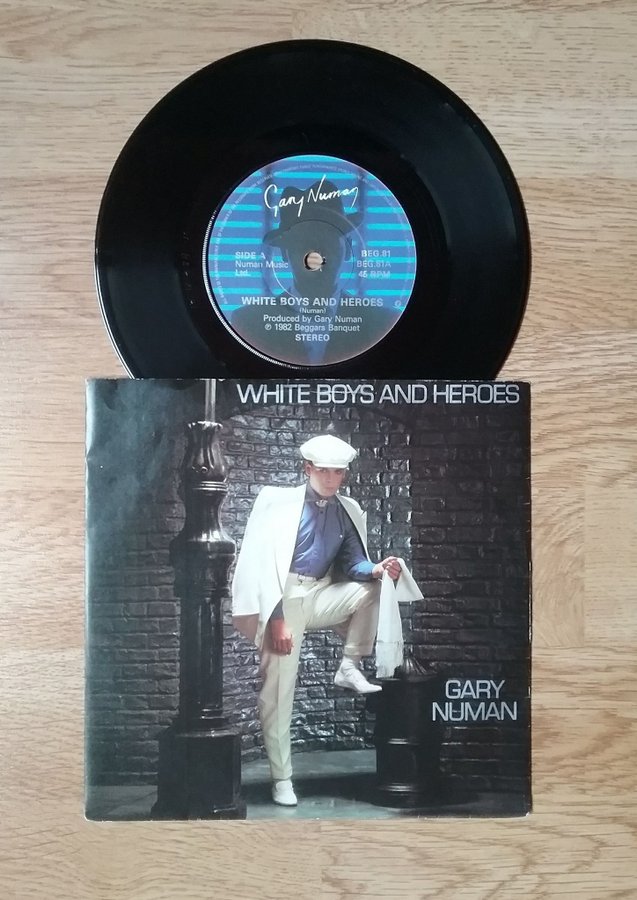 Gary Numan
SIDE A
Numan Music
Ltd.
BEG.81
BEG.81A
45 RPM
WHITE BOYS AND HEROES
(Numan)
Produced by Gary Numan
℗ 1982 Beggars Banquet
STEREO
WHITE BOYS AND HEROES
GARY
NUMAN